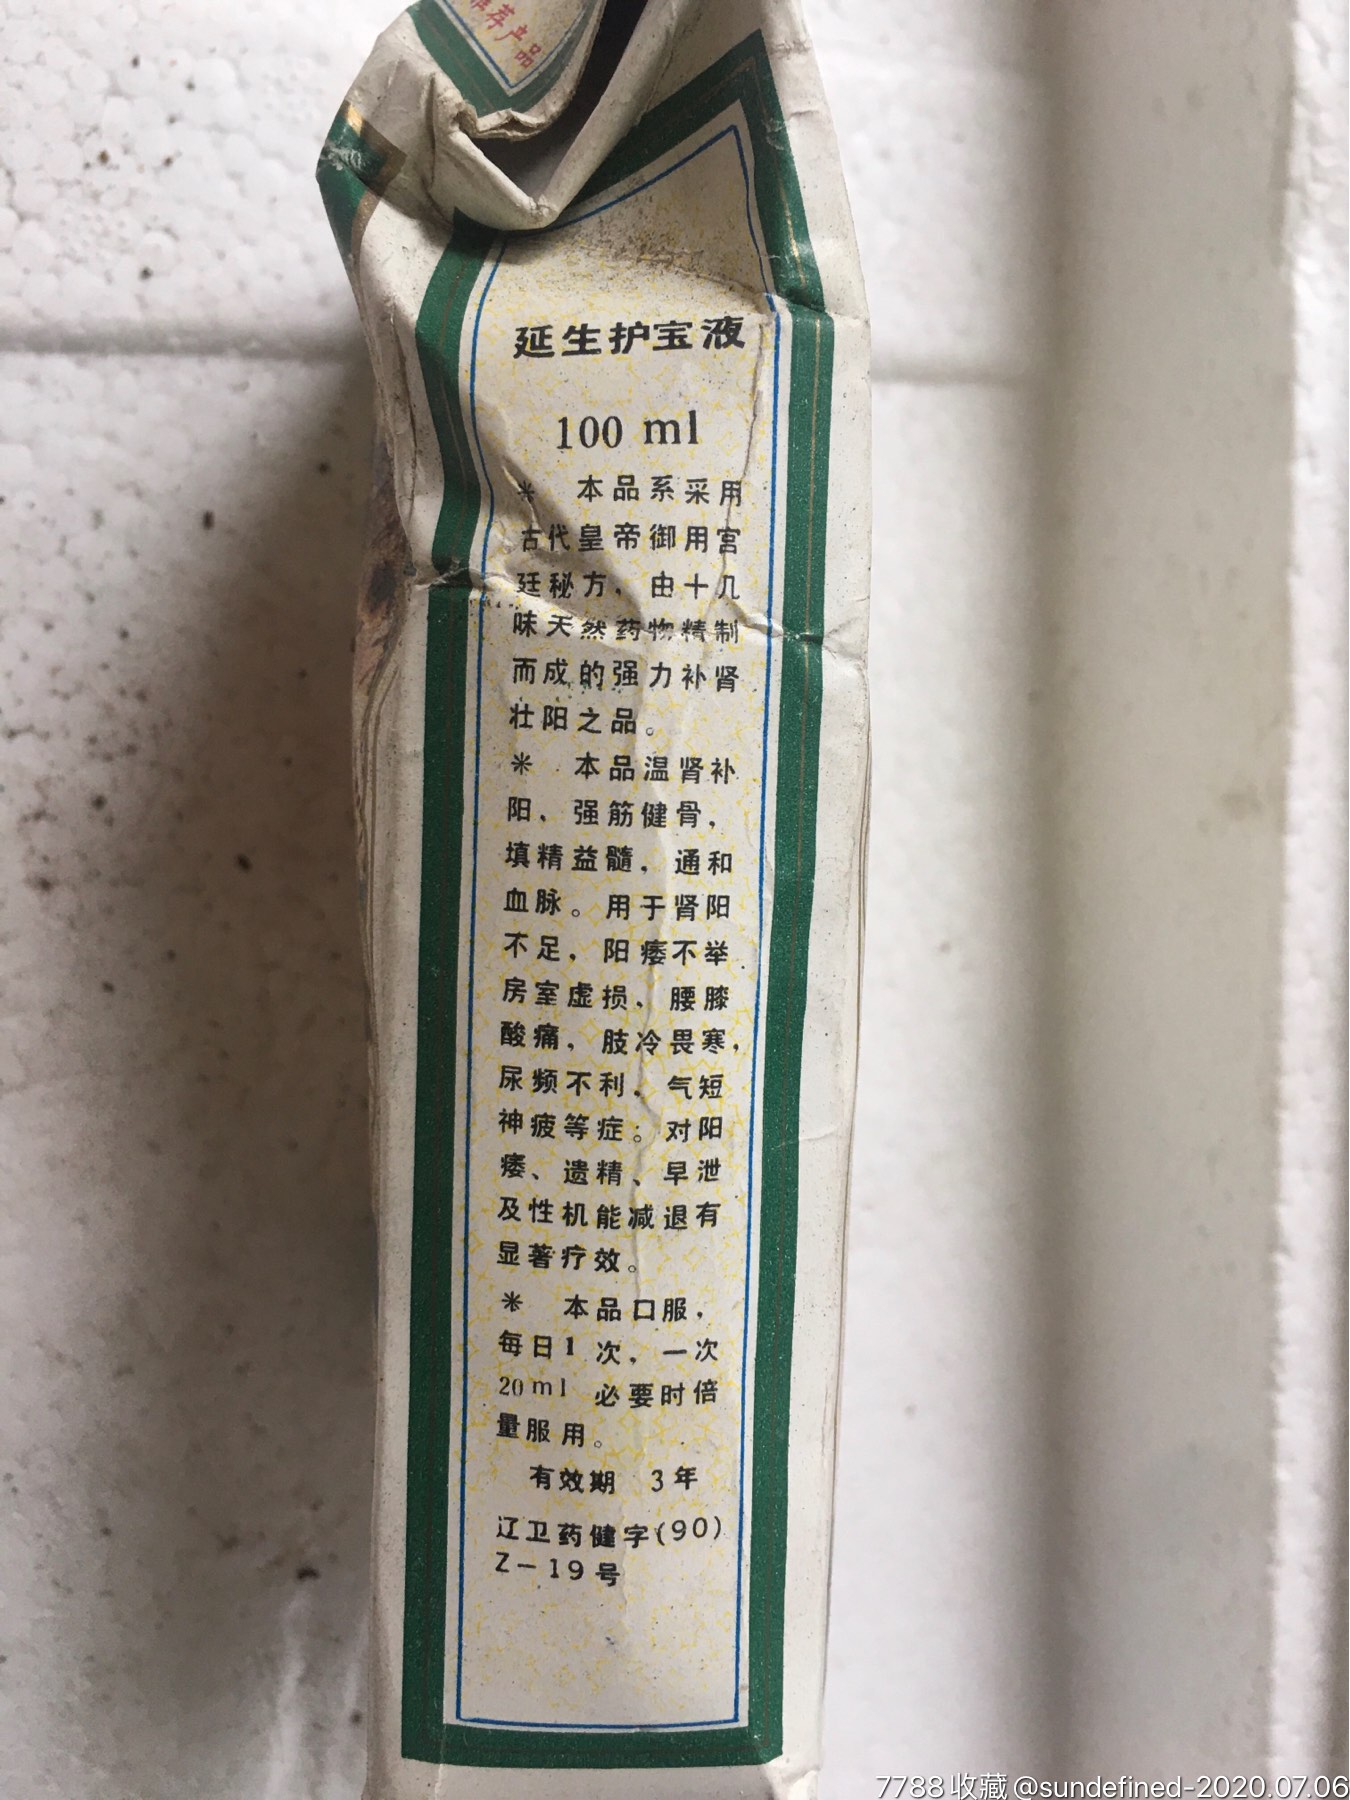 推荐产品
延生护宝液
100 ml
* 本品系采用
古代皇帝御用宫
廷秘方，由十几
味天然药物精制
而成的强力补肾
壮阳之品。
* 本品温肾补
阳，强筋健骨，
填精益髓，通和
血脉。用于肾阳
不足，阳痿不举
房室虚损，腰膝
酸痛，肢冷畏寒，
尿频不利，气短
神疲等症。对阳
痿、遗精、早泄
及性机能减退有
显著疗效。
* 本品口服，
每日1次，一次
20ml 必要时倍
量服用。
有效期 3年
辽卫药健字(90)
Z-19号
7788收藏@sundefined-2020.07.06